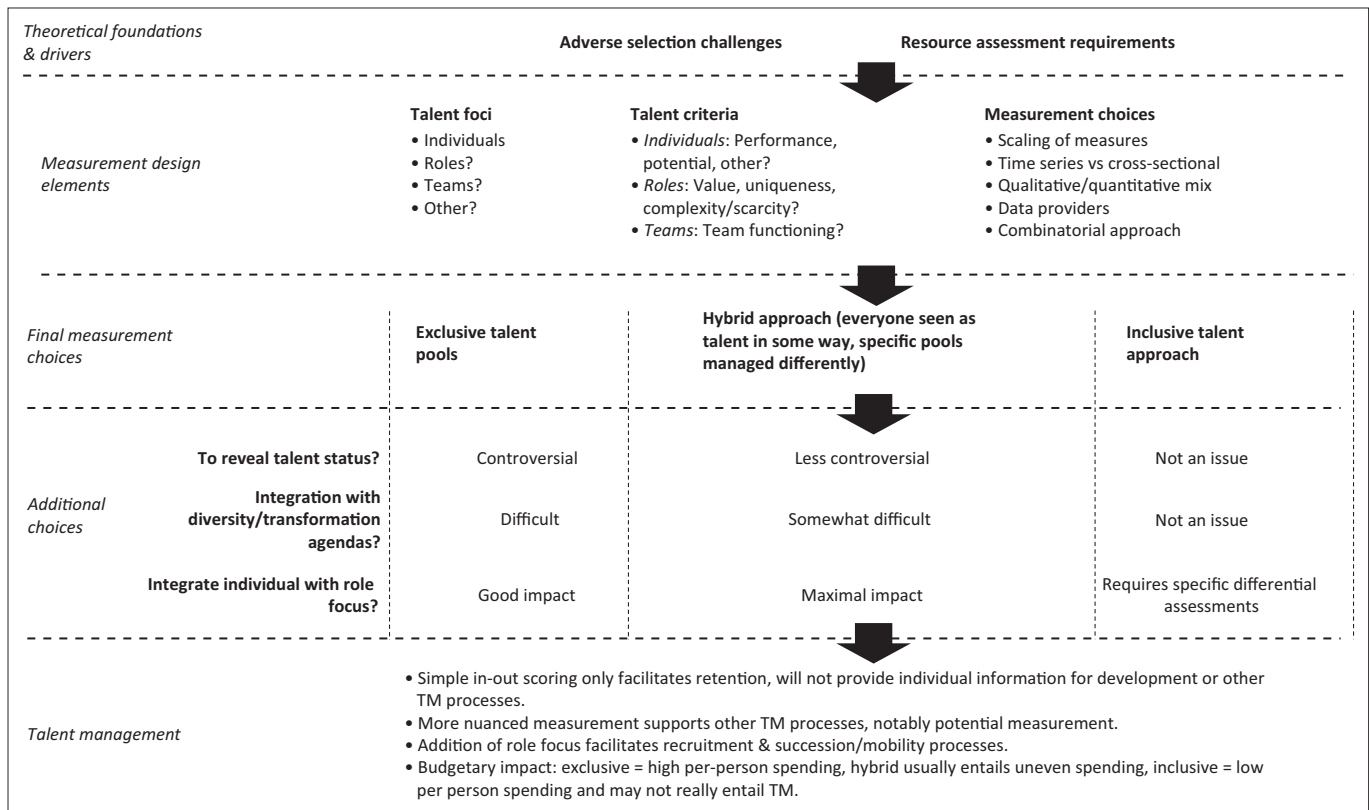 Theoretical foundations
& drivers
Adverse selection challenges
Resource assessment requirements
Measurement design
elements
Talent foci
• Individuals
• Roles?
• Teams?
• Other?
Talent criteria
• Individuals: Performance,
potential, other?
• Roles: Value, uniqueness,
complexity/scarcity?
• Teams: Team functioning?
Measurement choices
• Scaling of measures
• Time series vs cross-sectional
• Qualitative/quantitative mix
• Data providers
• Combinatorial approach
Final measurement
choices
Exclusive talent
pools
Hybrid approach (everyone seen as
talent in some way, specific pools
managed differently)
Inclusive talent
approach
Additional
choices
To reveal talent status?
Controversial
Less controversial
Not an issue
Integration with
diversity/transformation
agendas?
Difficult
Somewhat difficult
Not an issue
Integrate individual with role
focus?
Good impact
Maximal impact
Requires specific differential
assessments
Talent management
• Simple in-out scoring only facilitates retention, will not provide individual information for development or other
TM processes.
• More nuanced measurement supports other TM processes, notably potential measurement.
• Addition of role focus facilitates recruitment & succession/mobility processes.
• Budgetary impact: exclusive = high per-person spending, hybrid usually entails uneven spending, inclusive = low
per person spending and may not really entail TM.